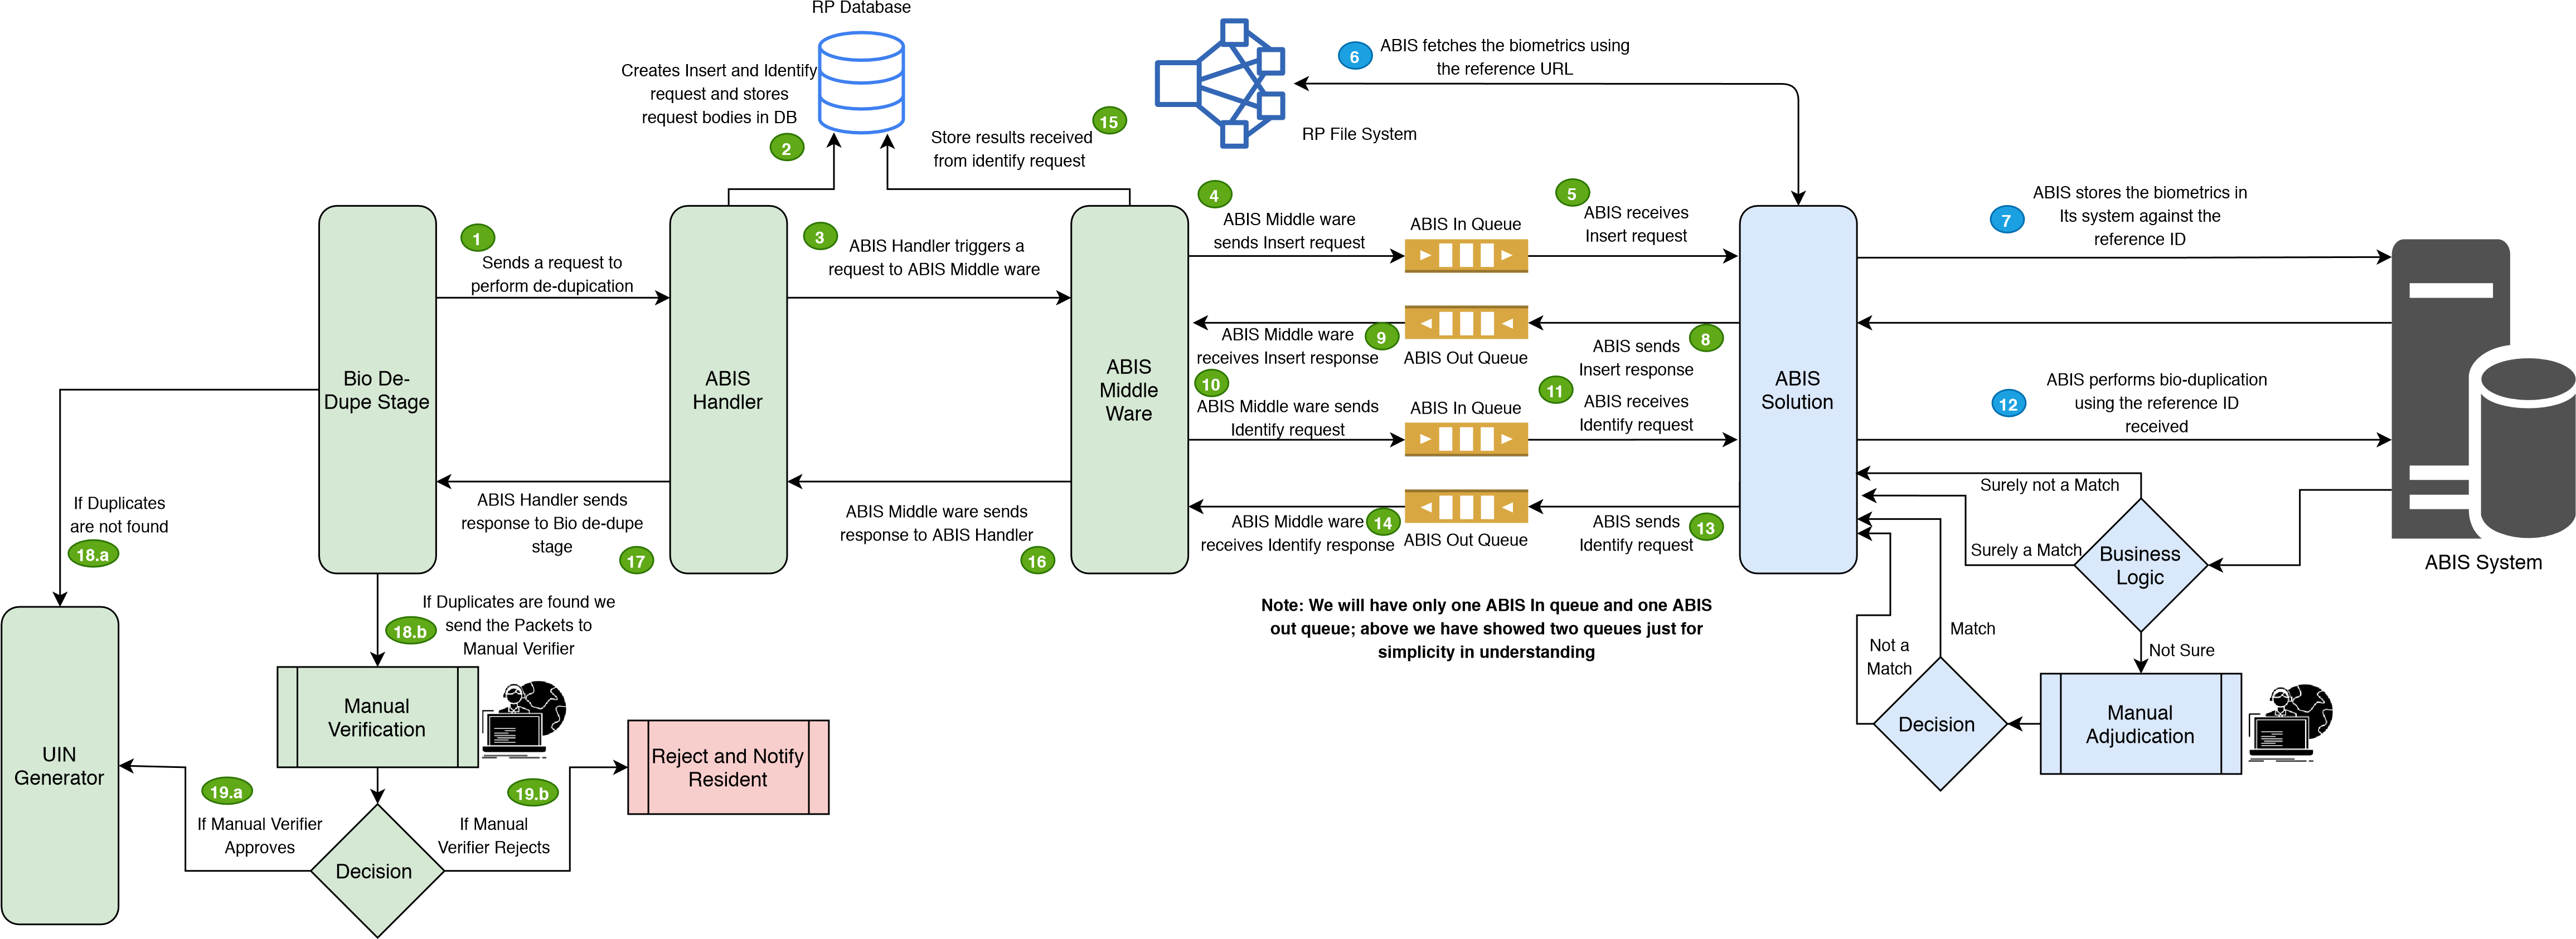 RP Database
Creates Insert and Identify
request and stores
request bodies in DB
2
Store results received
from identify request
15
6
ABIS fetches the biometrics using
the reference URL
RP File System
1
Sends a request to
perform de-dupication
3
ABIS Handler triggers a
request to ABIS Middle ware
4
ABIS Middle ware
sends Insert request
ABIS In Queue
5
ABIS receives
Insert request
7
ABIS stores the biometrics in
Its system against the
reference ID
Bio De-
Dupe Stage
ABIS
Handler
ABIS
Middle
Ware
ABIS
Solution
ABIS Middle ware
receives Insert response
9
ABIS Out Queue
ABIS sends
Insert response
8
10
ABIS Middle ware sends
Identify request
ABIS In Queue
11
ABIS receives
Identify request
12
ABIS performs bio-duplication
using the reference ID
received
If Duplicates
are not found
18.a
ABIS Handler sends
response to Bio de-dupe
stage
17
ABIS Middle ware sends
response to ABIS Handler
16
ABIS Middle ware
receives Identify response
14
ABIS Out Queue
ABIS sends
Identify request
13
Surely not a Match
Surely a Match
Business
Logic
ABIS System
18.b
If Duplicates are found we
send the Packets to
Manual Verifier
Note: We will have only one ABIS In queue and one ABIS
out queue; above we have showed two queues just for
simplicity in understanding
Not a
Match
Match
Not Sure
Manual
Verification
Reject and Notify
Resident
Decision
Manual
Adjudication
UIN
Generator
19.a
If Manual Verifier
Approves
19.b
If Manual
Verifier Rejects
Decision